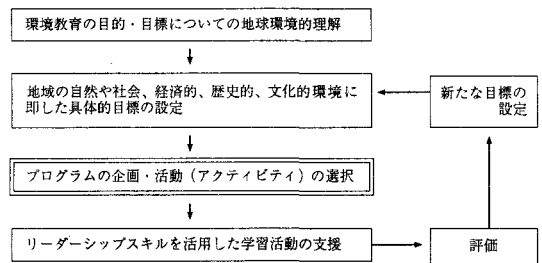 環境教育の目的・目標についての地球環境的理解
地域の自然や社会、経済的、歴史的、文化的環境に
即した具体的目標の設定
新たな目標の
設定
プログラムの企画・活動（アクティビティ）の選択
リーダーシップスキルを活用した学習活動の支援
評価